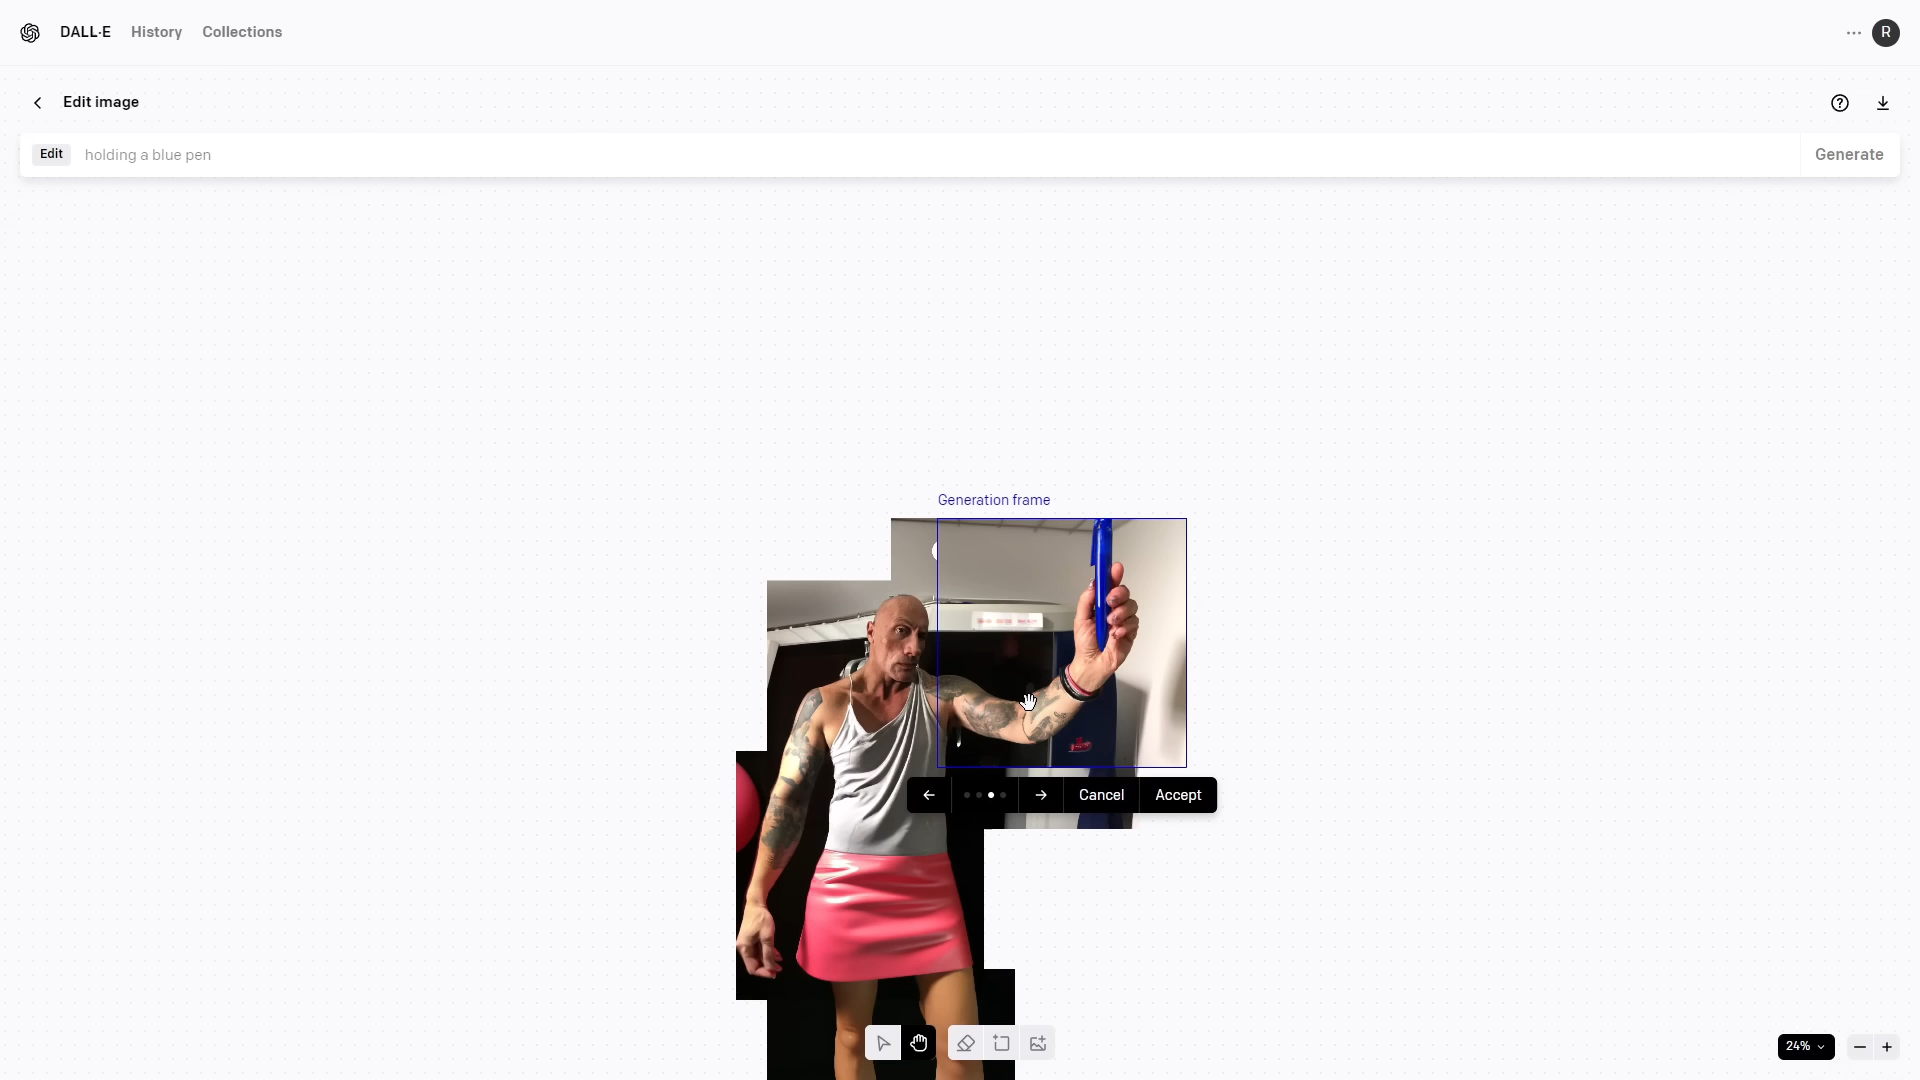 DALL·E History Collections
R
Edit image
Edit holding a blue pen Generate
Generation frame
Cancel Accept
24%